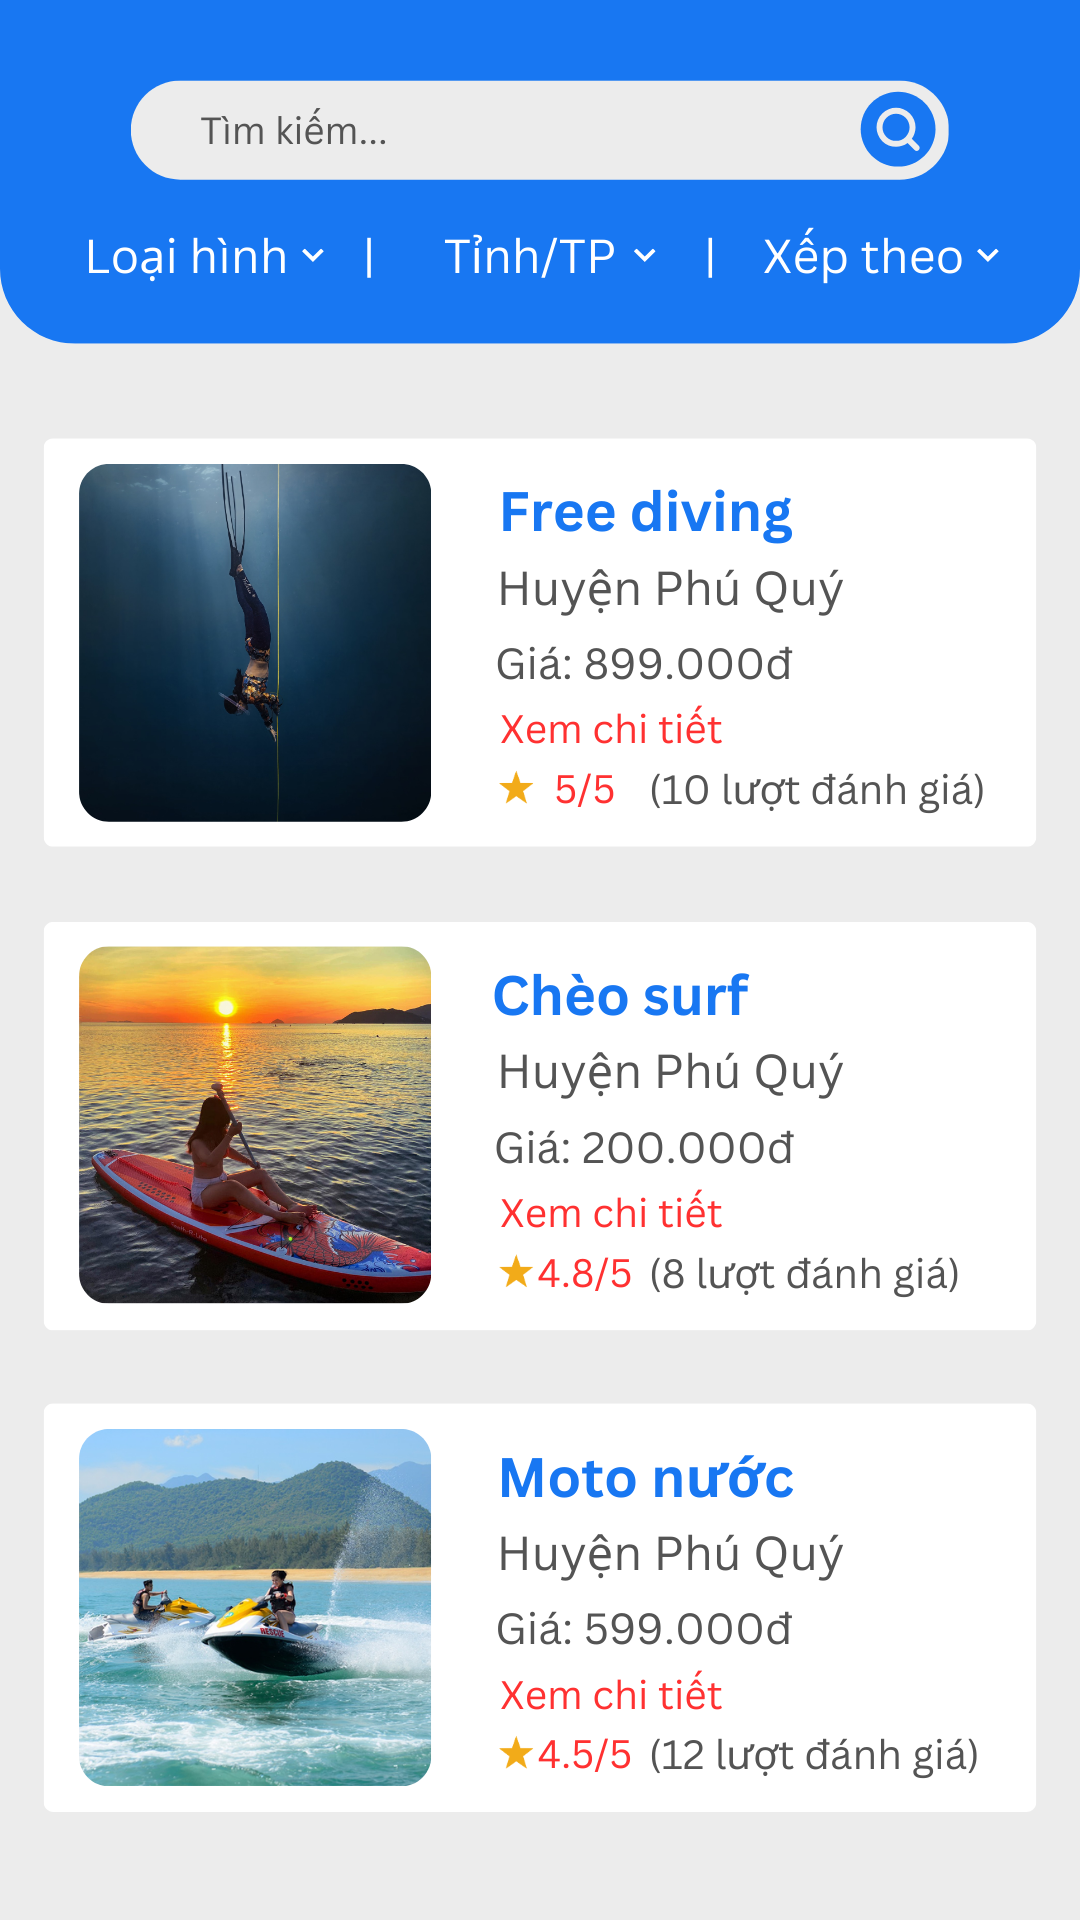 Tìm kiếm...
Loại hình | Tỉnh/TP | Xếp theo
Free diving
Huyện Phú Quý
Giá: 899.000đ
Xem chi tiết
★ 5/5 (10 lượt đánh giá)
Chèo surf
Huyện Phú Quý
Giá: 200.000đ
Xem chi tiết
★4.8/5 (8 lượt đánh giá)
Moto nước
Huyện Phú Quý
Giá: 599.000đ
Xem chi tiết
★4.5/5 (12 lượt đánh giá)
RESCUE